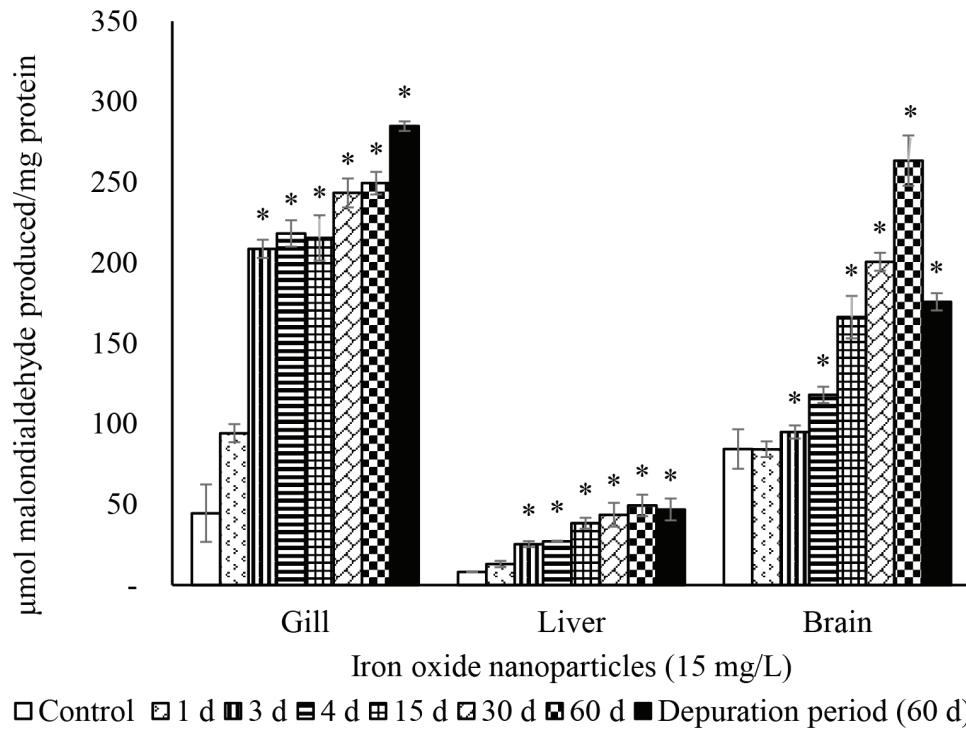 350
300
250
200
150
100
50
-
µmol malondialdehyde produced/mg protein
* * * * * *
* * * * * *
* * * * * *
Gill Liver Brain
Iron oxide nanoparticles (15 mg/L)
Control 1 d 3 d 4 d 15 d 30 d 60 d Depuration period (60 d)